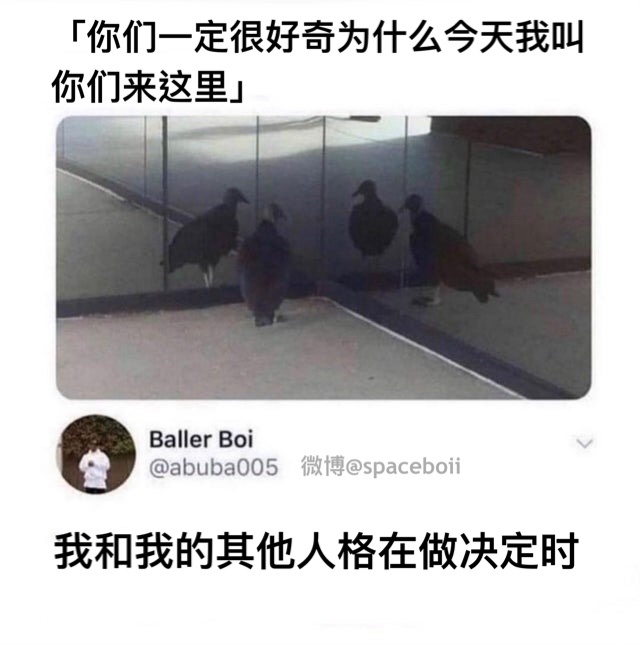 「你们一定很好奇为什么今天我叫
你们来这里」
Baller Boi
@abuba005 微博@spaceboii
我和我的其他人格在做决定时